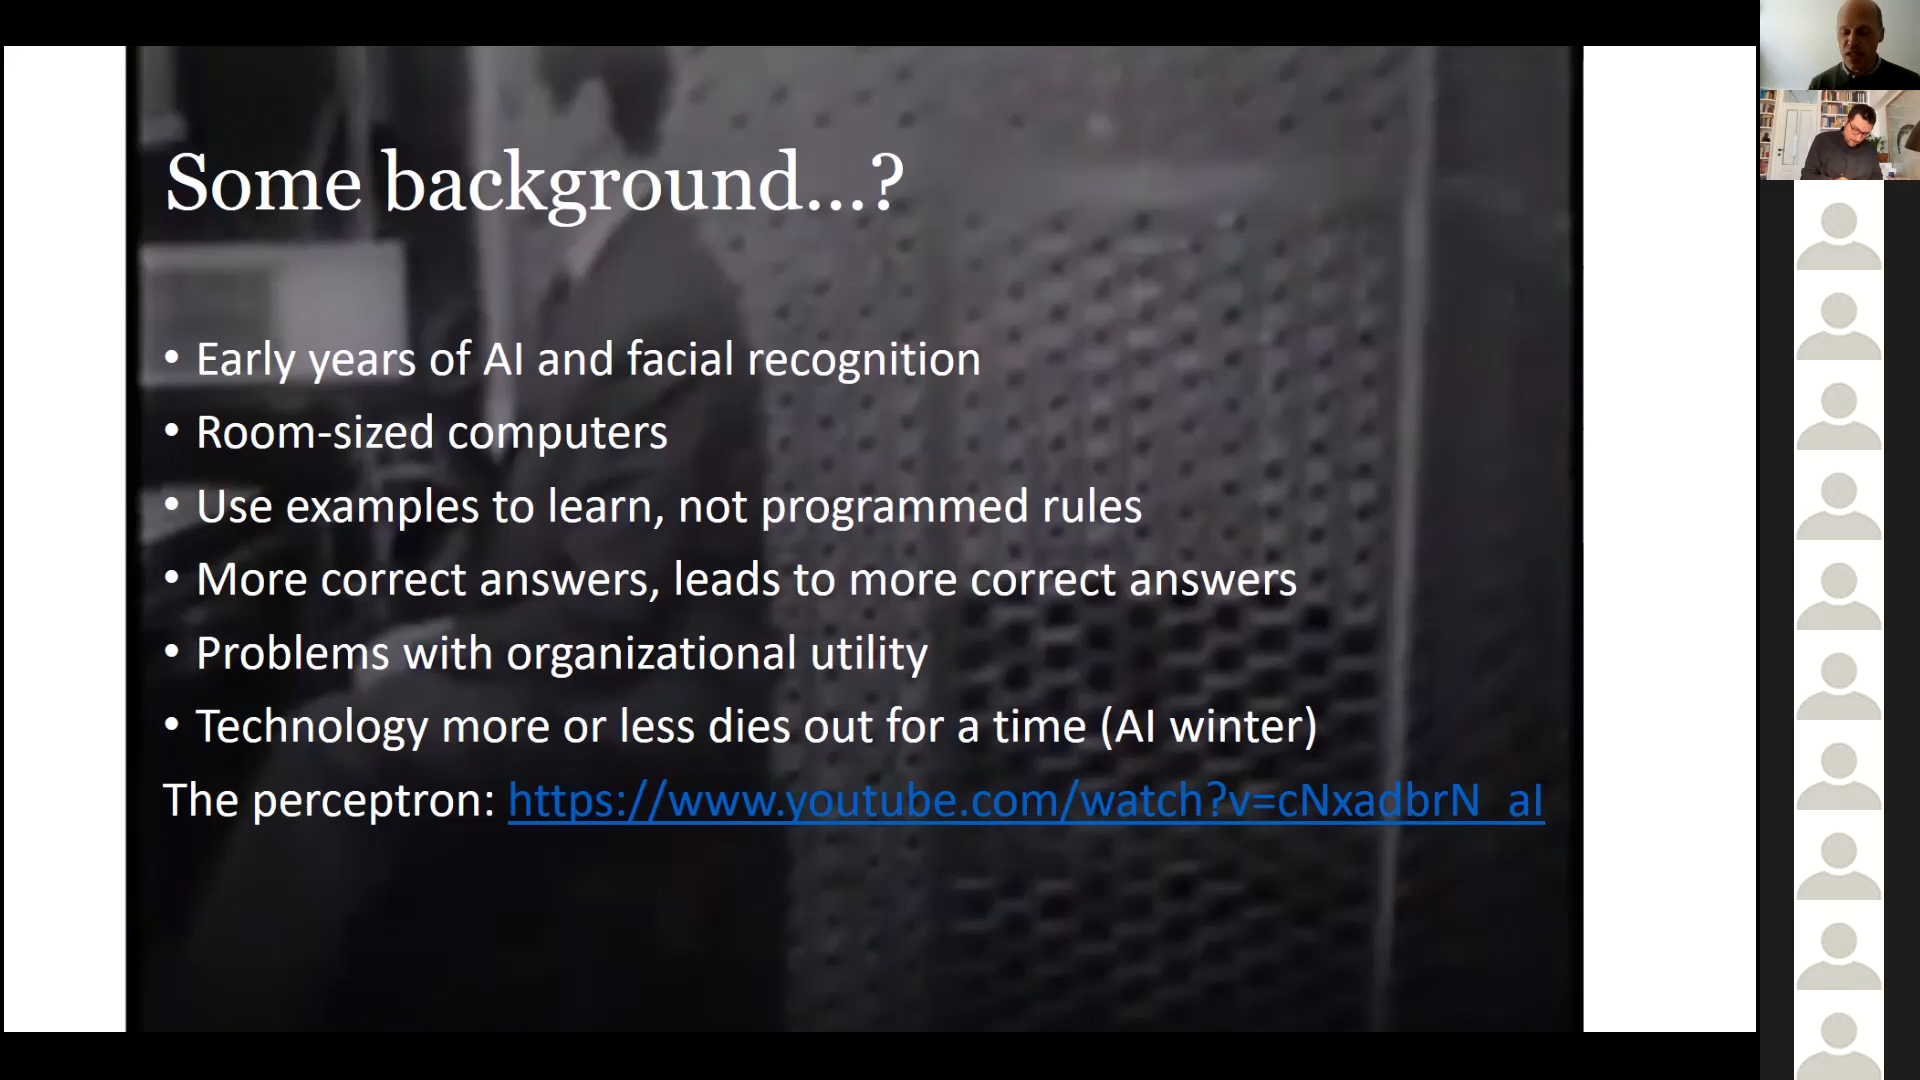 Some background...?
• Early years of AI and facial recognition
• Room-sized computers
• Use examples to learn, not programmed rules
• More correct answers, leads to more correct answers
• Problems with organizational utility
• Technology more or less dies out for a time (AI winter)
The perceptron: https://www.youtube.com/watch?v=cNxadbrN_aI